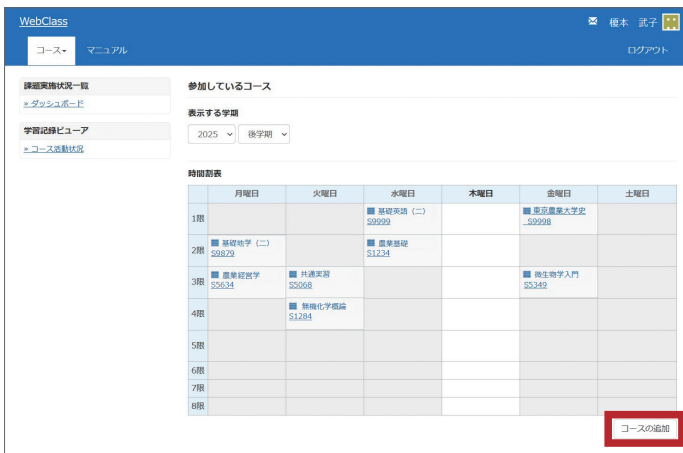 WebClass
榎本 武子
コース
マニュアル
ログアウト
課題実施状況一覧
» ダッシュボード
学習記録ビューア
» コース活動状況
参加しているコース
表示する学期
2025
後学期
時間割表
月曜日 火曜日 水曜日 木曜日 金曜日 土曜日
1限
基礎英語（二）
S9999
東京農業大学史
_S9998
2限
基礎地学（二）
S9879
農業基礎
S1234
3限
農業経営学
S5634
共通実習
S5068
微生物学入門
S5349
4限
無機化学概論
S1284
5限
6限
7限
8限
コースの追加